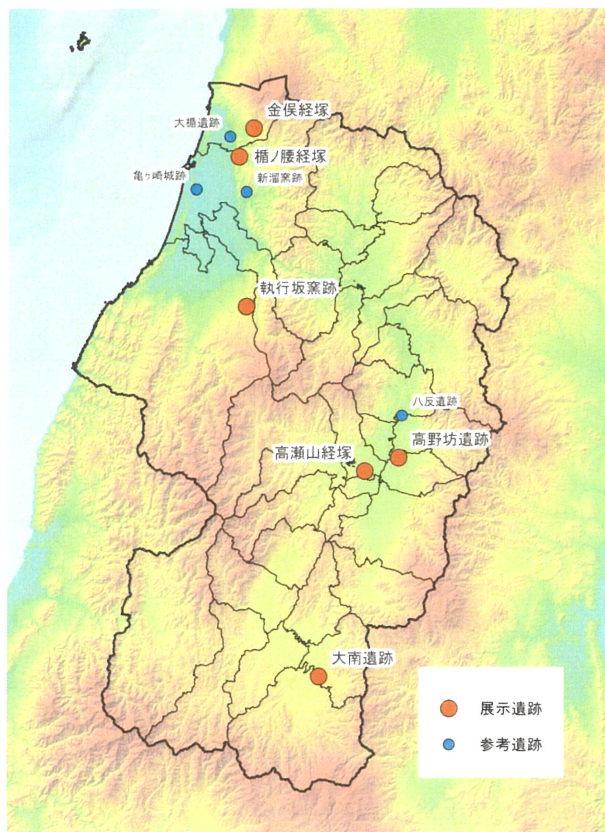 金俣経塚
大楯遺跡
楯ノ腰経塚
亀ヶ崎城跡
新溜窯跡
執行坂窯跡
八反遺跡
高野坊遺跡
高瀬山経塚
大南遺跡
展示遺跡
参考遺跡